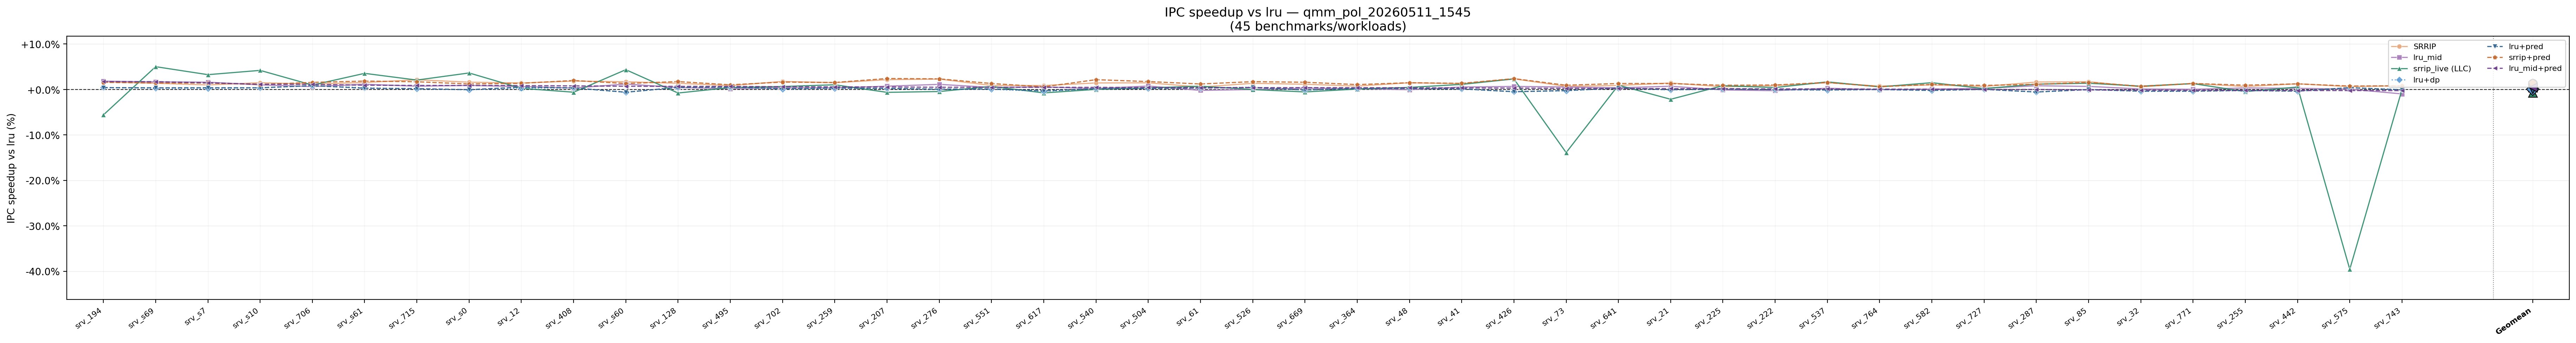 IPC speedup vs lru — qmm_pol_20260511_1545
(45 benchmarks/workloads)
IPC speedup vs lru (%)
+10.0%
+0.0%
-10.0%
-20.0%
-30.0%
-40.0%
SRRIP
lru_mid
srrip_live (LLC)
lru+dp
lru+pred
srrip+pred
lru_mid+pred
srv_194
srv_s69
srv_s7
srv_s10
srv_706
srv_s61
srv_715
srv_s0
srv_12
srv_408
srv_s60
srv_128
srv_495
srv_702
srv_259
srv_207
srv_276
srv_551
srv_617
srv_540
srv_504
srv_61
srv_526
srv_669
srv_364
srv_48
srv_41
srv_426
srv_73
srv_641
srv_21
srv_225
srv_222
srv_537
srv_764
srv_582
srv_727
srv_287
srv_85
srv_32
srv_771
srv_255
srv_442
srv_575
srv_743
Geomean